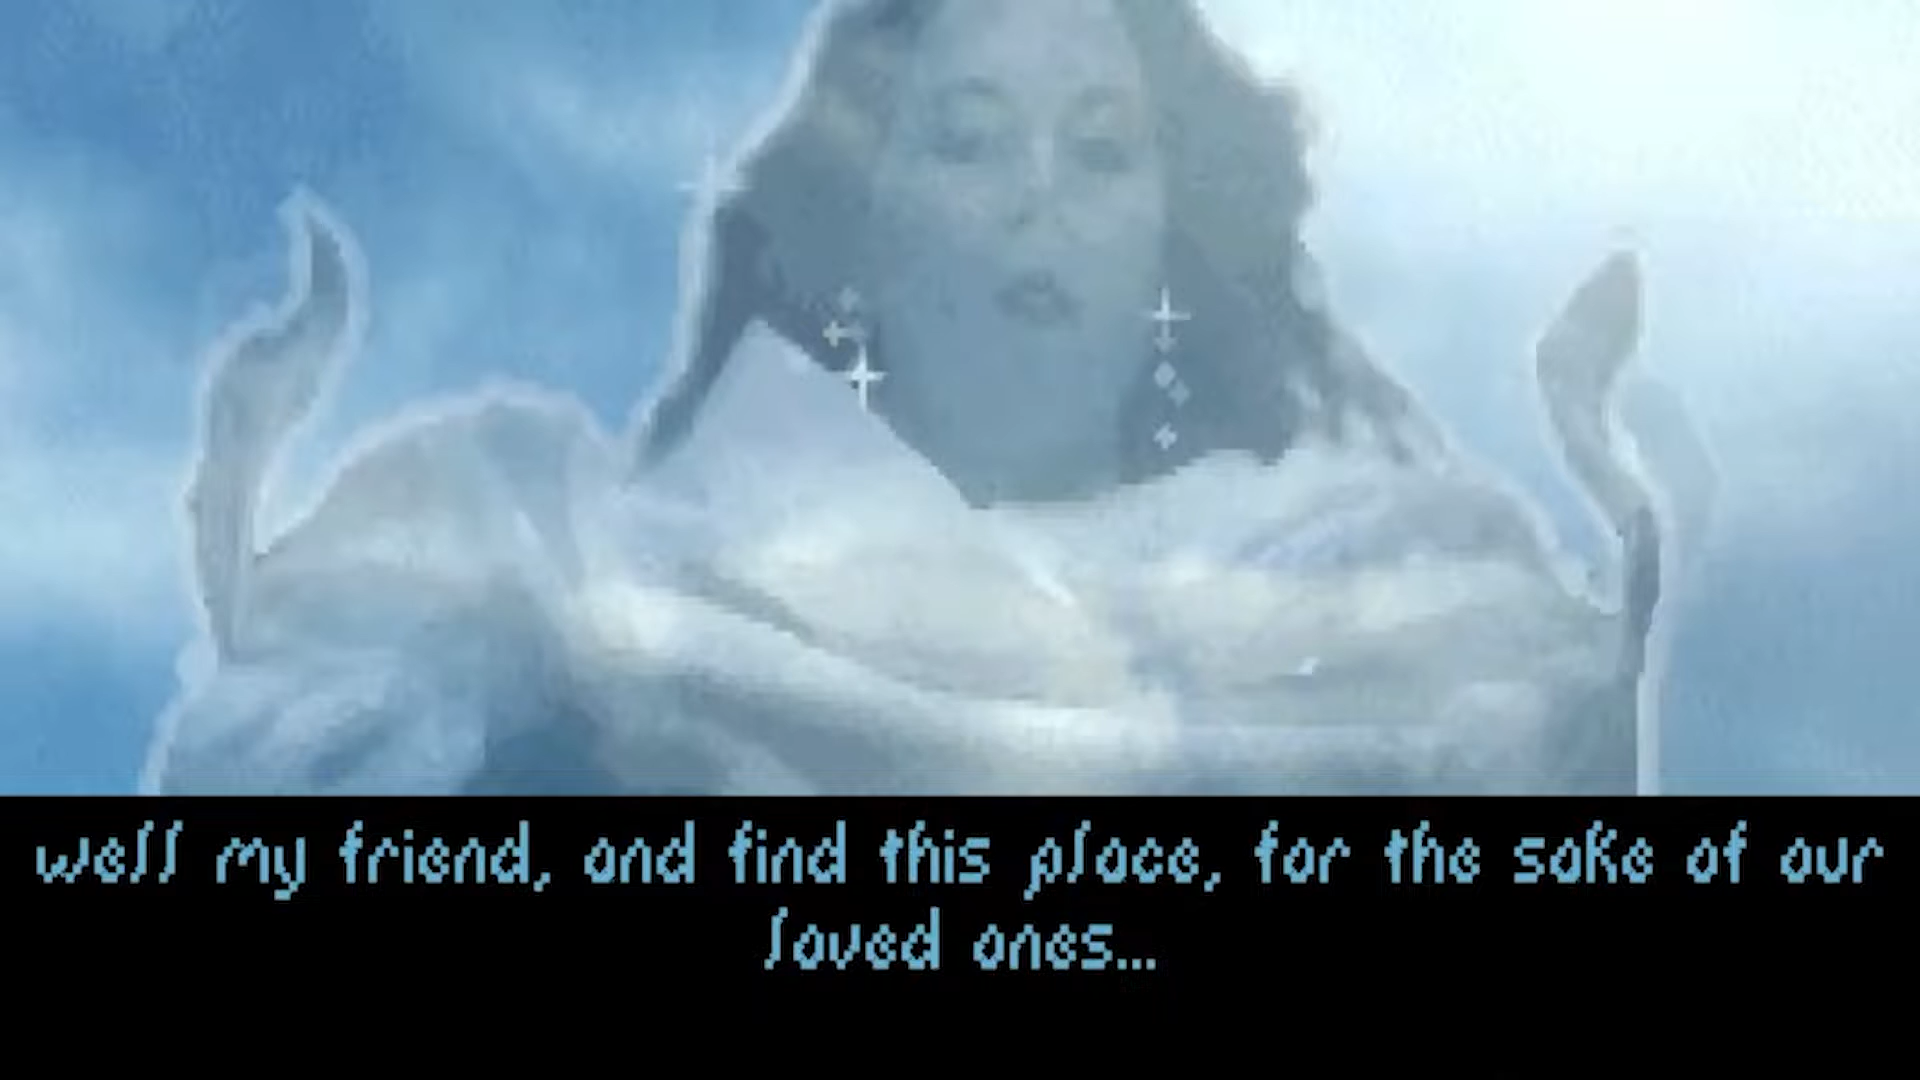 well my friend, and find this place, for the sake of our
loved ones...